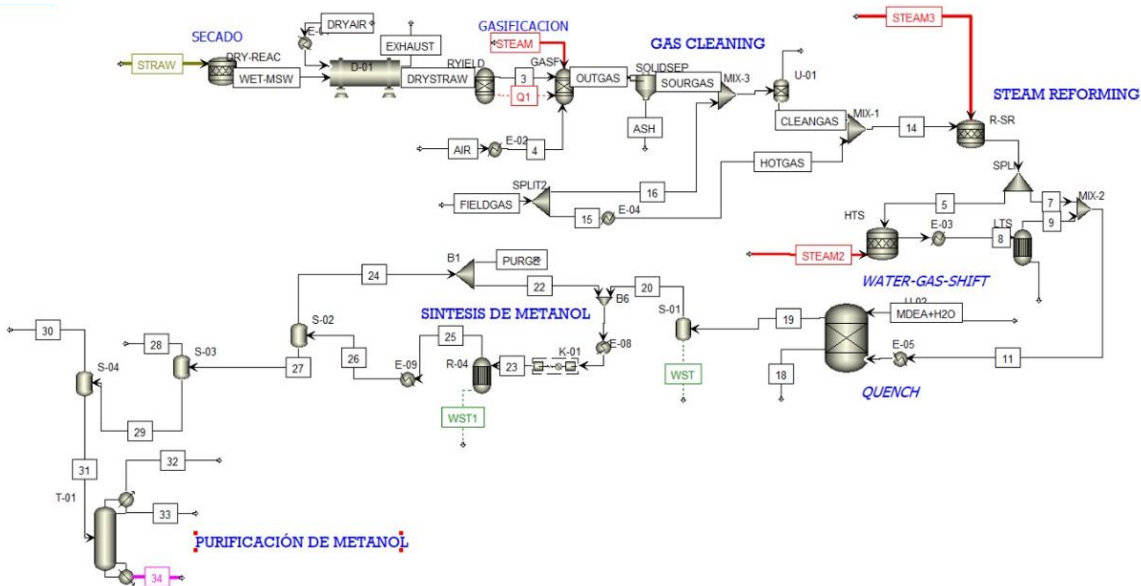 STEAM3
DRYAIR
SECADO
GASIFICACION
EXHAUST
STEAM
GAS CLEANING
DRY-REAC
D-01
RYIELD
GASF
STRAW
WET-MSW
DRYSTRAW
3
Q1
OUTGAS
SOLIDSEP
SOURGAS
MIX-3
U-01
STEAM REFORMING
ASH
CLEANGAS
MIX-1
14
R-SR
AIR
E-02
4
HOTGAS
SPLIT2
16
FIELDGAS
15
E-04
5
7
MIX-2
9
HTS
E-03
8
LTS
STEAM2
WATER-GAS-SHIFT
B1
PURGE
24
22
20
B6
S-01
SINTESIS DE METANOL
MDEA+H2O
19
30
28
S-03
S-02
25
K-01
E-08
E-05
11
S-04
27
26
E-09
R-04
23
WST
18
QUENCH
29
WST1
31
32
T-01
33
PURIFICACIÓN DE METANOL
34